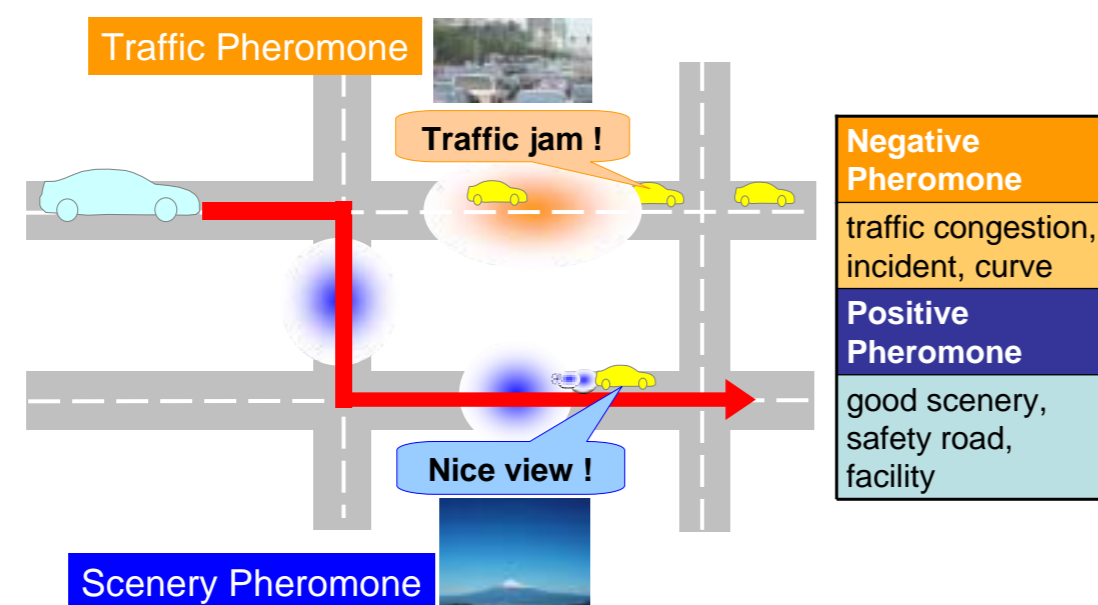 Traffic Pheromone
Traffic jam !
Nice view !
Scenery Pheromone
Negative
Pheromone
traffic congestion,
incident, curve
Positive
Pheromone
good scenery,
safety road,
facility